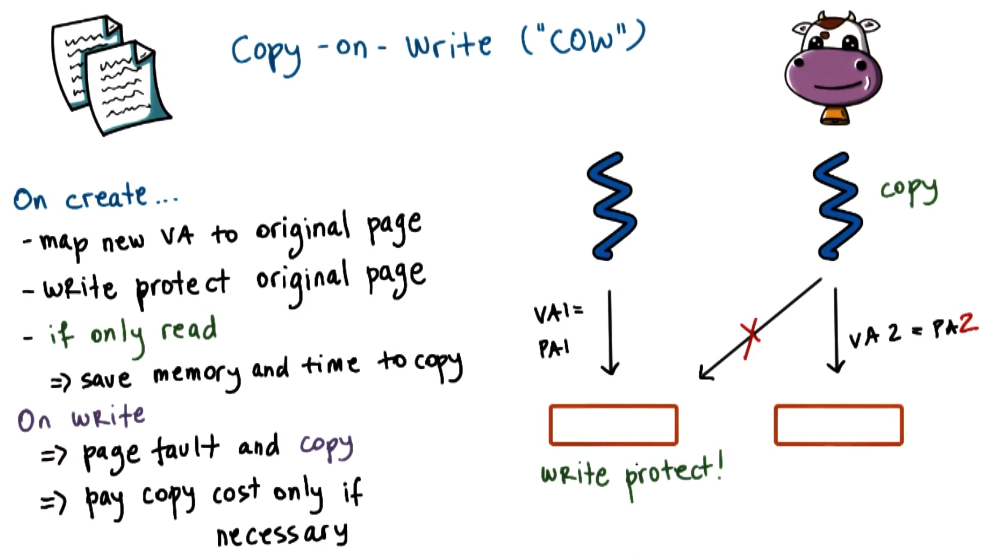 Copy-on-Write ("COW")
On create...
- map new VA to original page
- write protect original page
- if only read
=> save memory and time to copy
On write
=> page fault and copy
=> pay copy cost only if
necessary
copy
VA1=
PA1
VA2 = PA2
write protect!